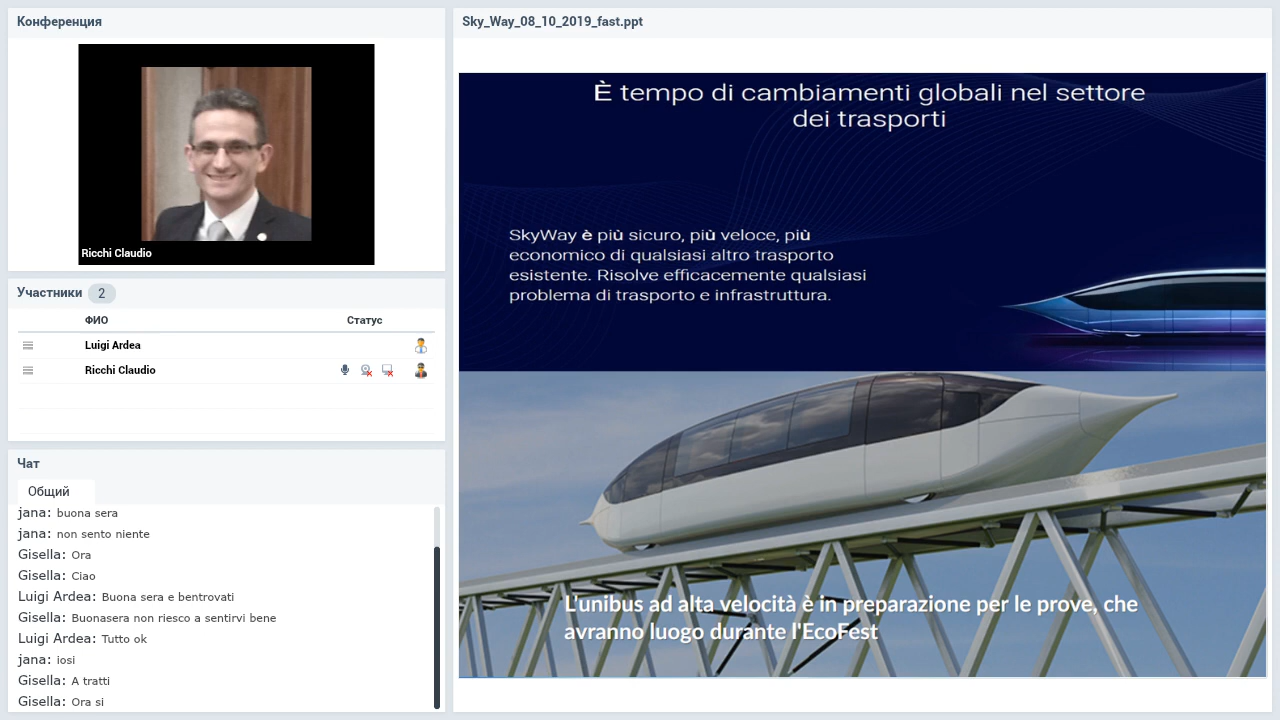 Конференция
Ricchi Claudio
Участники 2
ФИО Статус
Luigi Ardea
Ricchi Claudio
Чат
Общий
jana: buona sera
jana: non sento niente
Gisella: Ora
Gisella: Ciao
Luigi Ardea: Buona sera e bentrovati
Gisella: Buonasera non riesco a sentirvi bene
Luigi Ardea: Tutto ok
jana: iosi
Gisella: A tratti
Gisella: Ora si
Sky_Way_08_10_2019_fast.ppt
È tempo di cambiamenti globali nel settore
dei trasporti
SkyWay è più sicuro, più veloce, più
economico di qualsiasi altro trasporto
esistente. Risolve efficacemente qualsiasi
problema di trasporto e infrastruttura.
L'unibus ad alta velocità è in preparazione per le prove, che
avranno luogo durante l'EcoFest